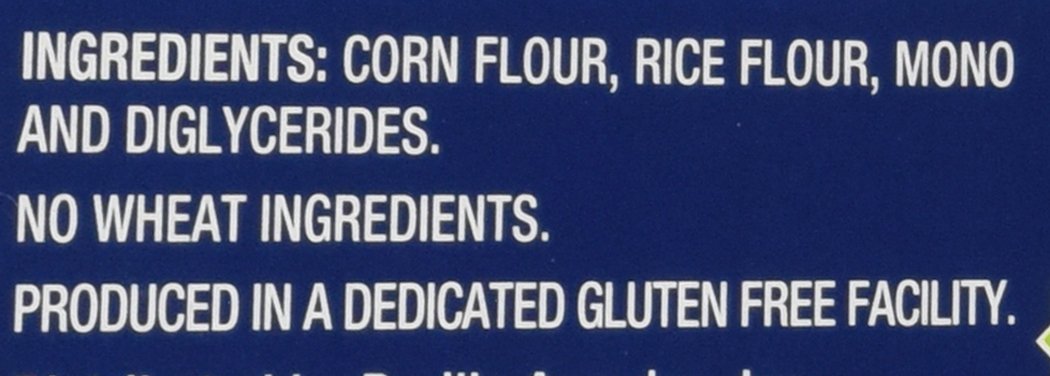 INGREDIENTS: CORN FLOUR, RICE FLOUR, MONO
AND DIGLYCERIDES.
NO WHEAT INGREDIENTS.
PRODUCED IN A DEDICATED GLUTEN FREE FACILITY.